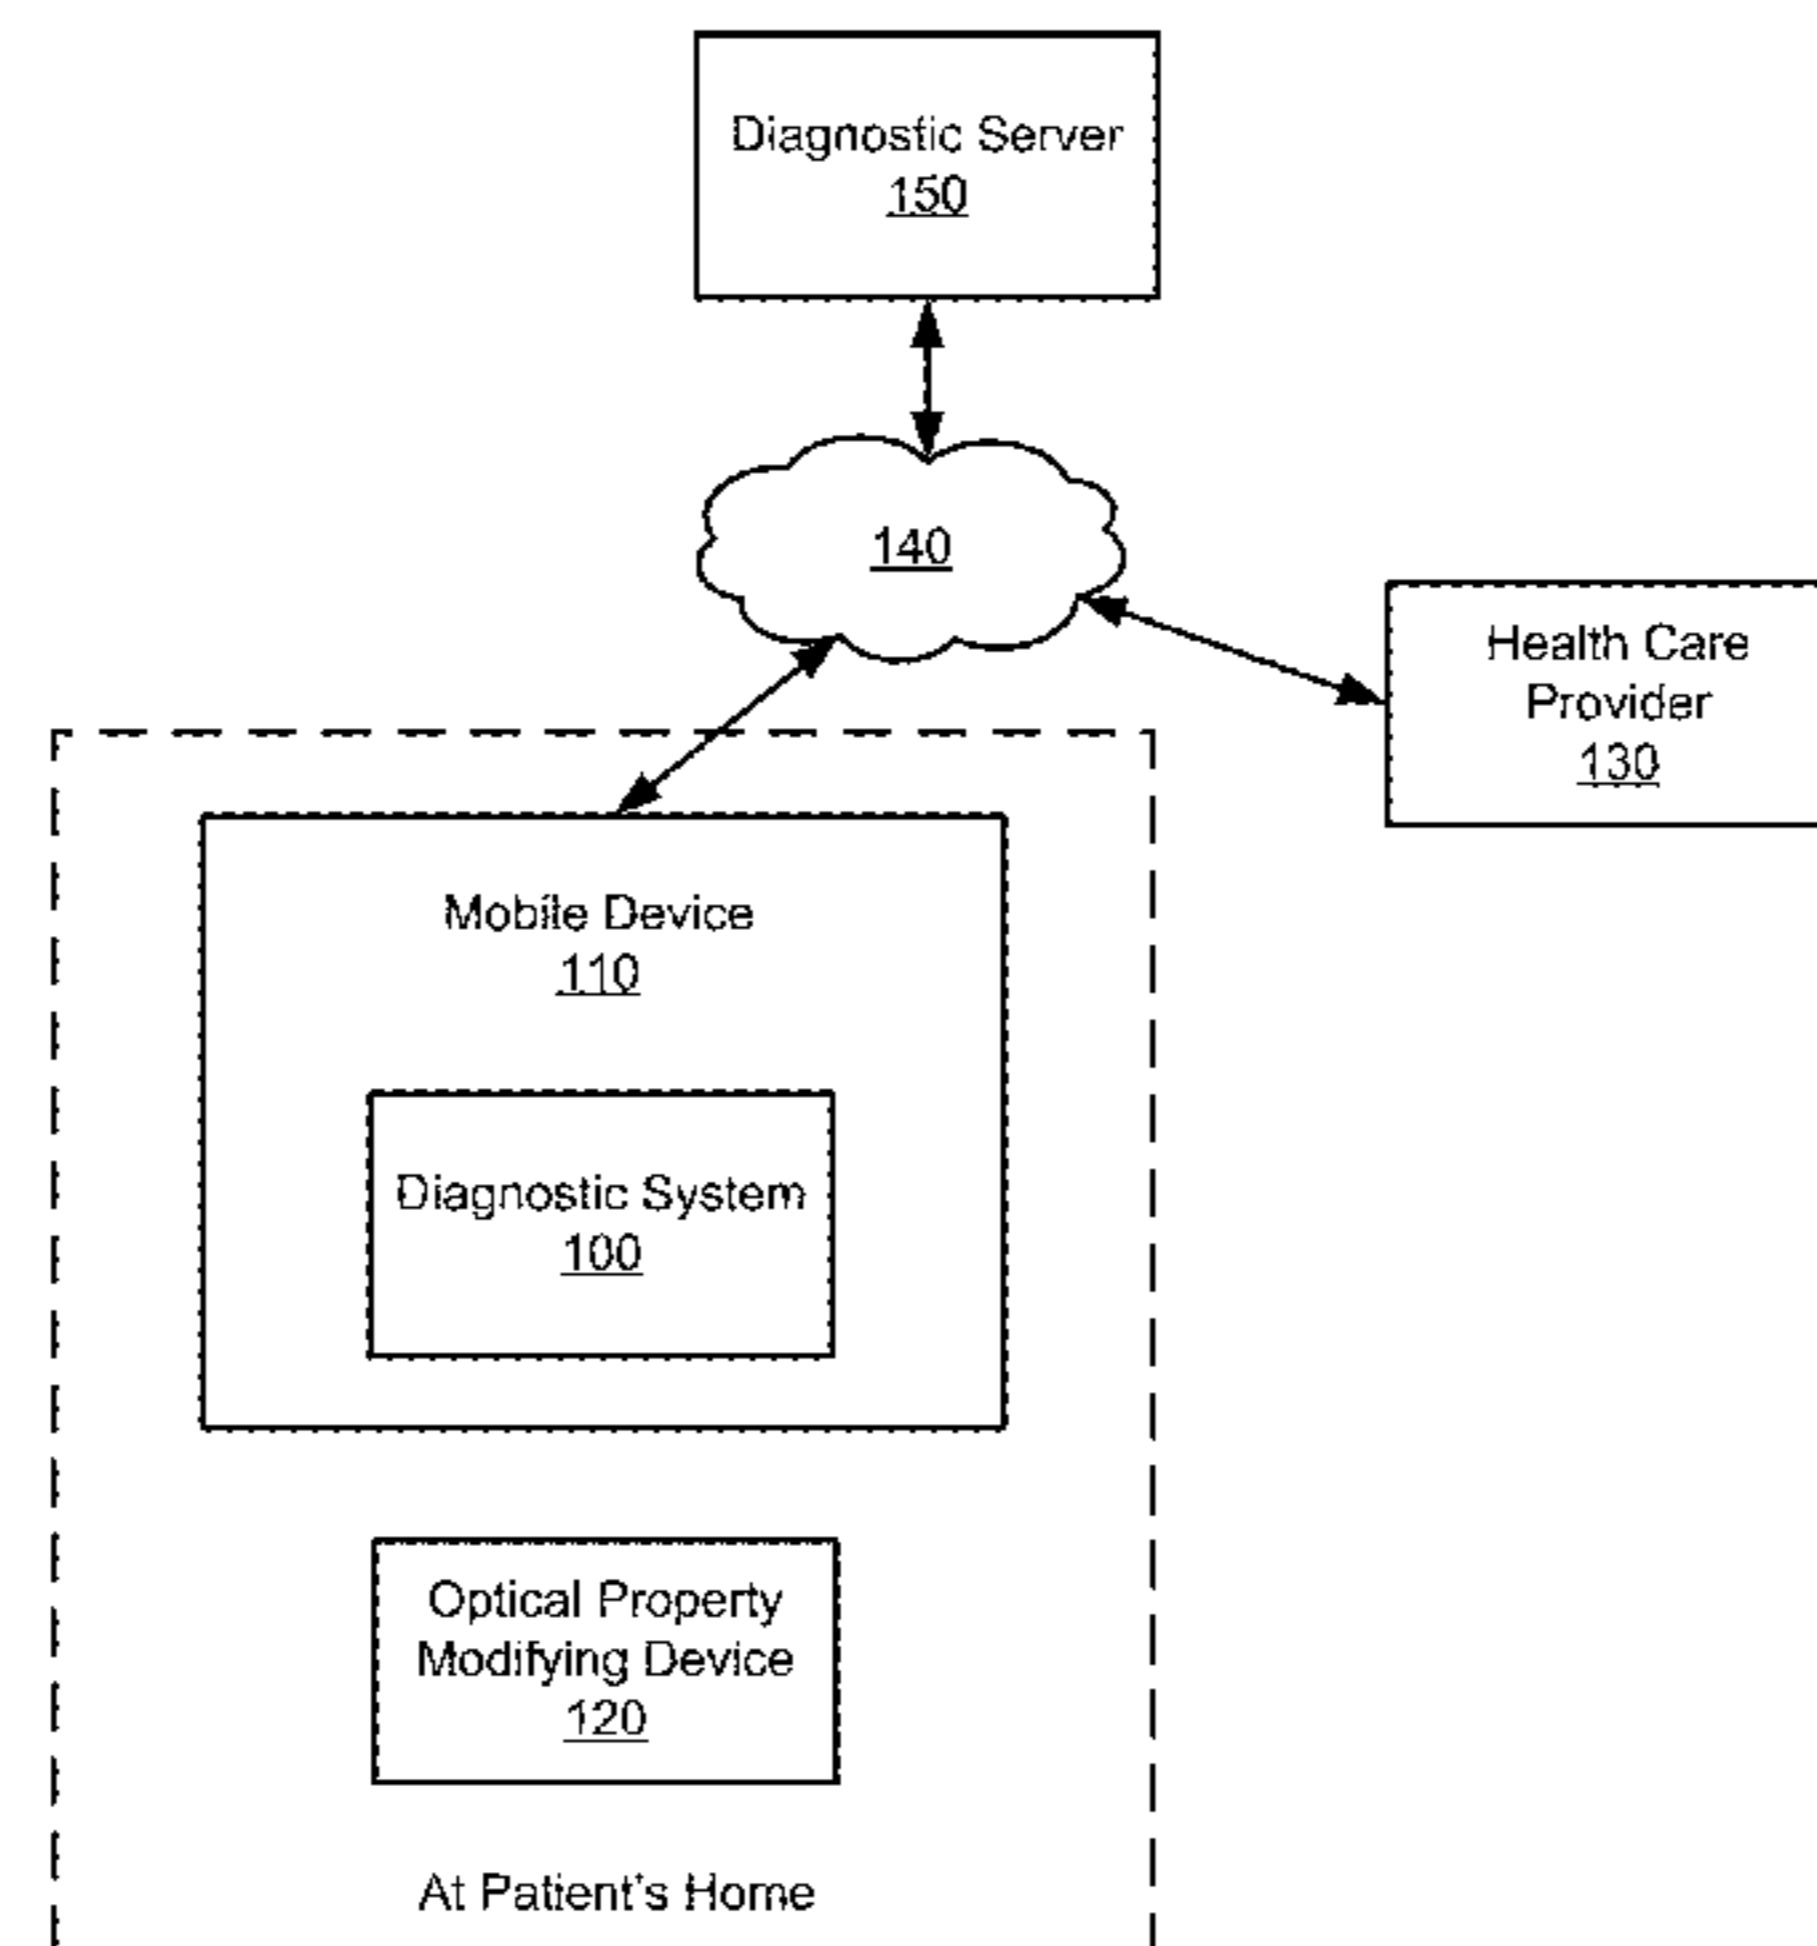 Diagnostic Server
150
140
Health Care
Provider
130
Mobile Device
110
Diagnostic System
100
Optical Property
Modifying Device
120
At Patient's Home